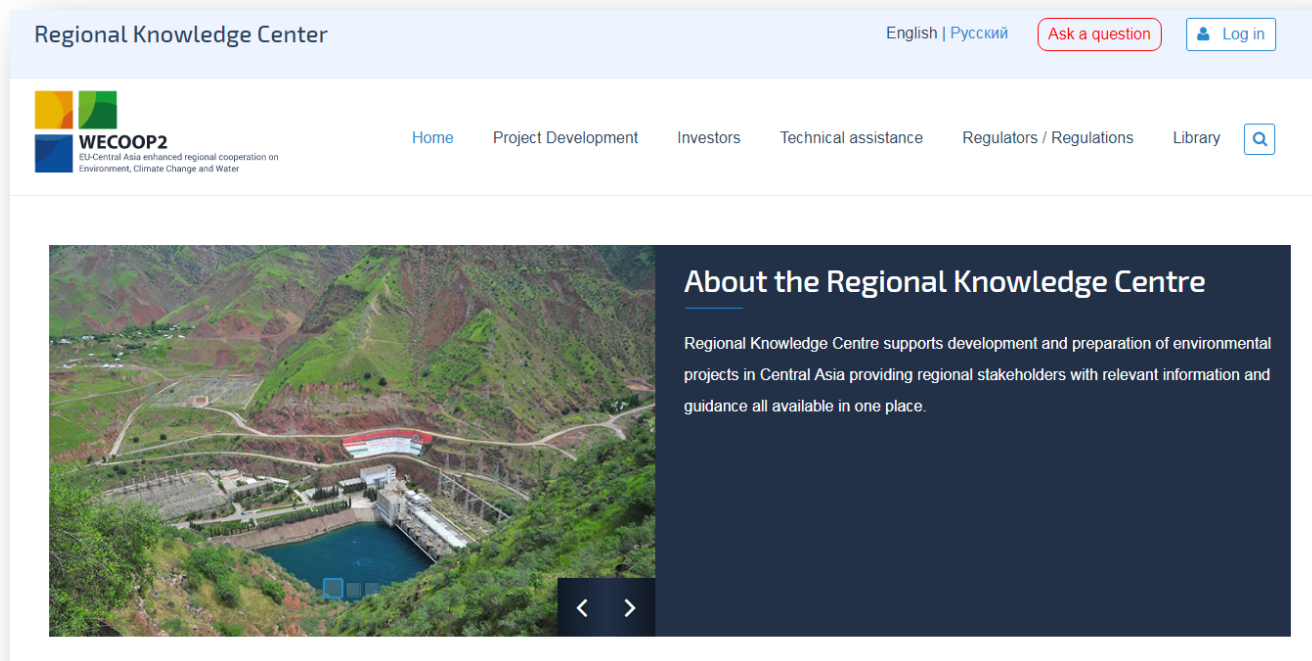 Regional Knowledge Center
English | Русский
Ask a question
Log in
WECOOP2
EU-Central Asia enhanced regional cooperation on
Environment, Climate Change and Water
Home
Project Development
Investors
Technical assistance
Regulators / Regulations
Library
About the Regional Knowledge Centre
Regional Knowledge Centre supports development and preparation of environmental
projects in Central Asia providing regional stakeholders with relevant information and
guidance all available in one place.